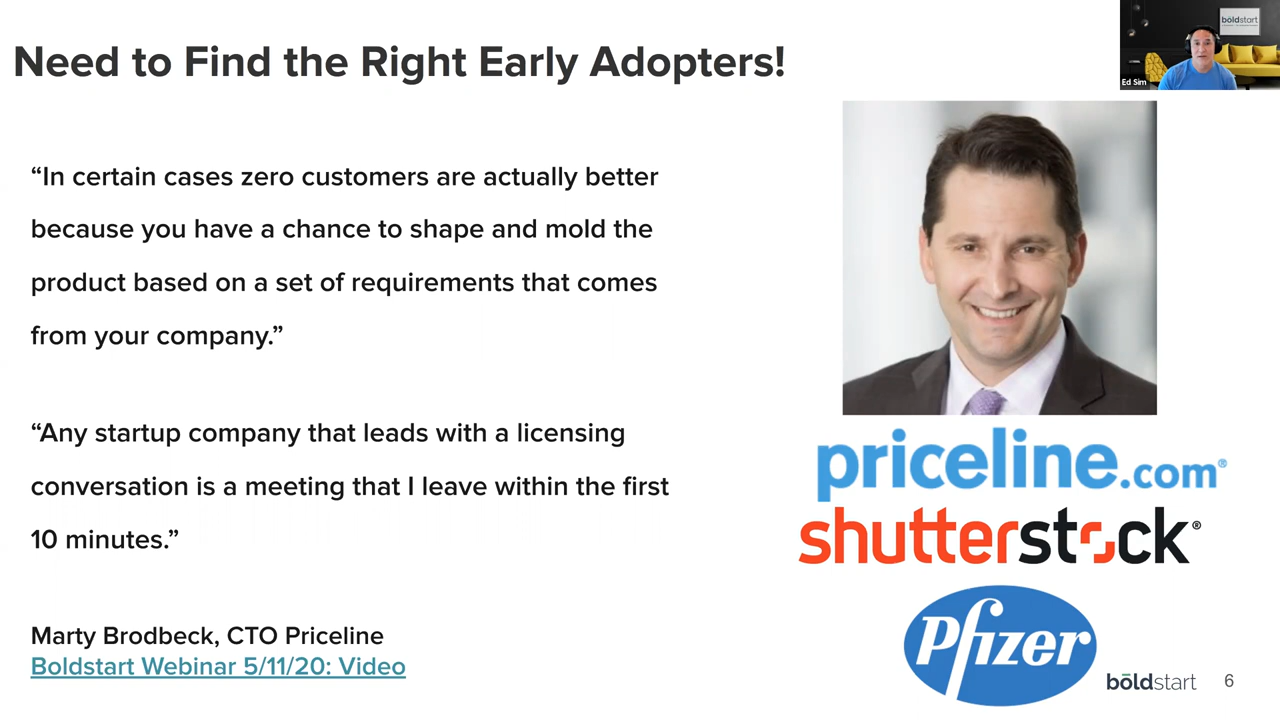 Need to Find the Right Early Adopters!
boldstart
Ed Sim
“In certain cases zero customers are actually better
because you have a chance to shape and mold the
product based on a set of requirements that comes
from your company.”
“Any startup company that leads with a licensing
conversation is a meeting that I leave within the first
10 minutes.”
Marty Brodbeck, CTO Priceline
Boldstart Webinar 5/11/20: Video
priceline.com®
shutterstock®
Pfizer
bōldstart 6